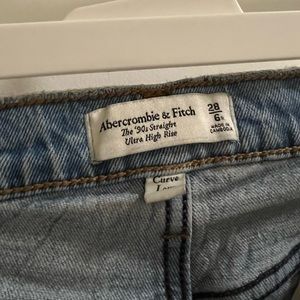 Abercrombie & Fitch
The '90s Straight
Ultra High Rise
28
6
MADE IN
CAMBODIA
Curve